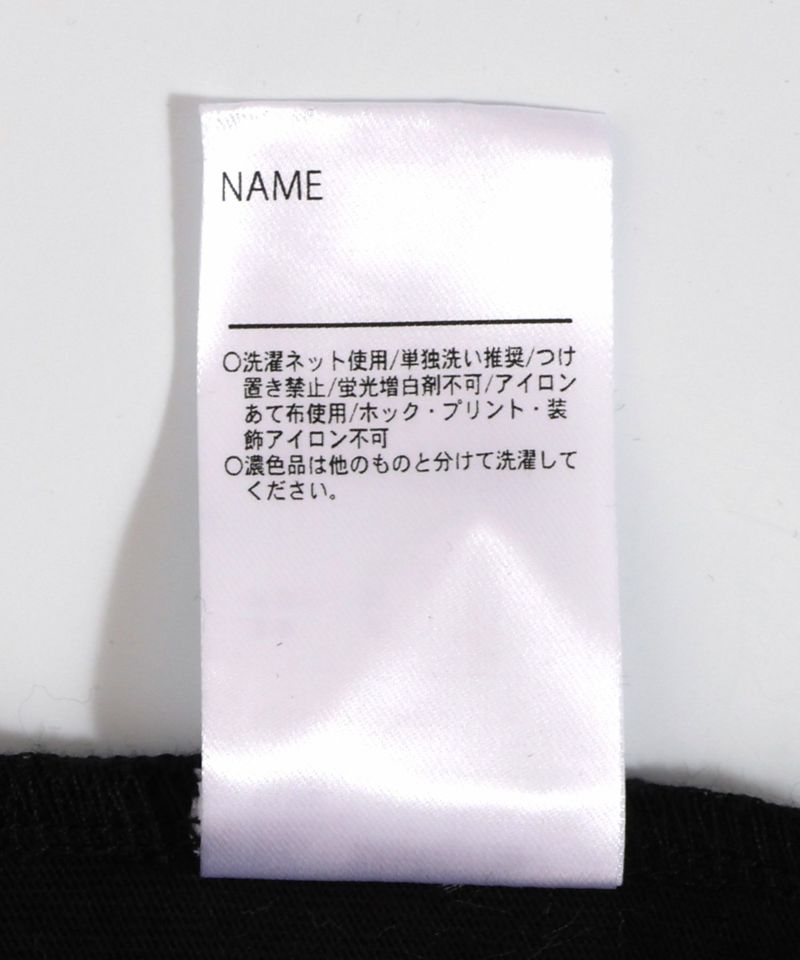 NAME
○洗濯ネット使用/単独洗い推奨/つけ
置き禁止/蛍光増白剤不可/アイロン
あて布使用/ホック・プリント・装
飾アイロン不可
○濃色品は他のものと分けて洗濯して
ください。